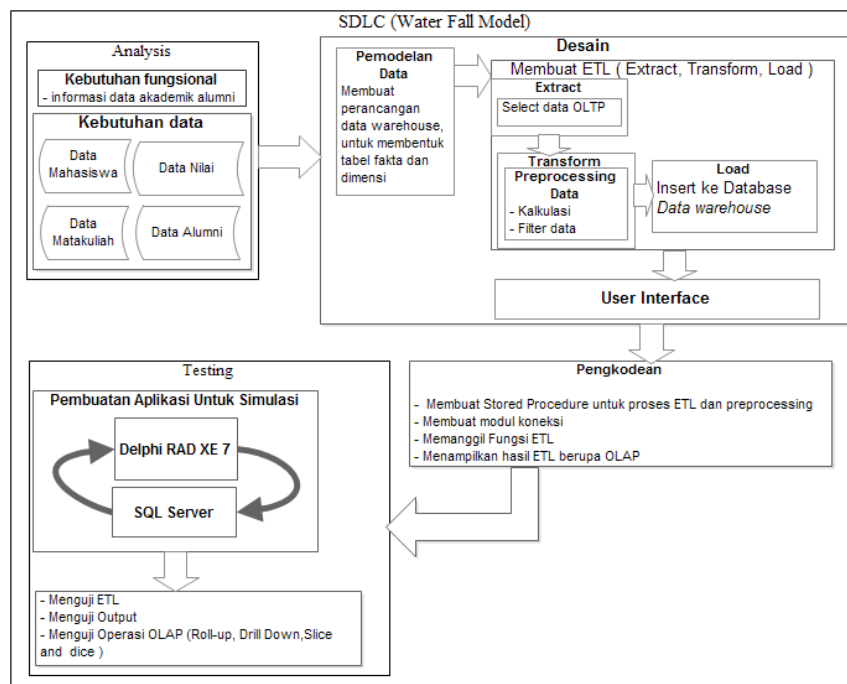 SDLC (Water Fall Model)
Analysis
Kebutuhan fungsional
- informasi data akademik alumni
Kebutuhan data
Data
Mahasiswa
Data Nilai
Data
Matakuliah
Data Alumni
Desain
Pemodelan
Data
Membuat
perancangan
data warehouse,
untuk membentuk
tabel fakta dan
dimensi
Membuat ETL ( Extract, Transform, Load )
Extract
Select data OLTP
Transform
Preprocessing
Data
- Kalkulasi
- Filter data
Load
Insert ke Database
Data warehouse
User Interface
Pengkodean
- Membuat Stored Procedure untuk proses ETL dan preprocessing
- Membuat modul koneksi
- Memanggil Fungsi ETL
- Menampilkan hasil ETL berupa OLAP
Testing
Pembuatan Aplikasi Untuk Simulasi
Delphi RAD XE 7
SQL Server
- Menguji ETL
- Menguji Output
- Menguji Operasi OLAP (Roll-up, Drill Down,Slice
and dice )